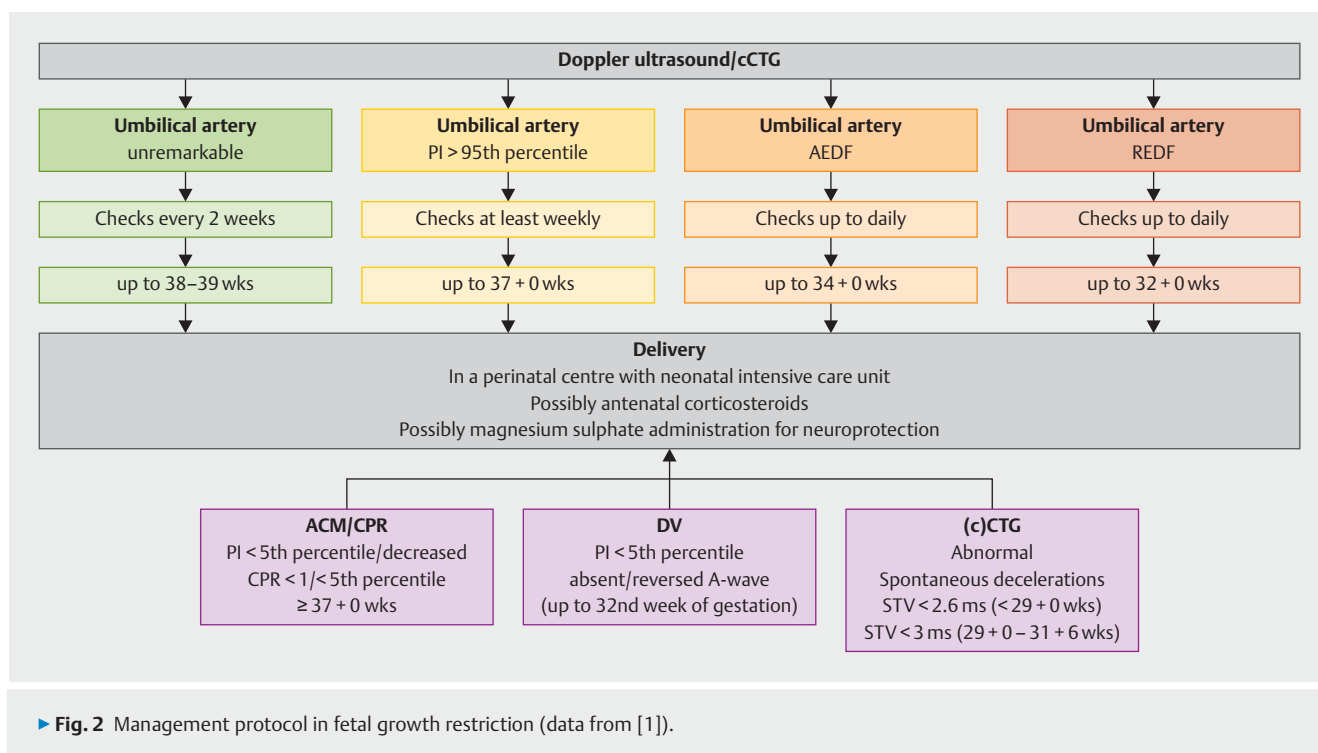 Doppler ultrasound/cCTG
Umbilical artery
unremarkable
Checks every 2 weeks
up to 38–39 wks
Umbilical artery
PI > 95th percentile
Checks at least weekly
up to 37 + 0 wks
Umbilical artery
AEDF
Checks up to daily
up to 34 + 0 wks
Umbilical artery
REDF
Checks up to daily
up to 32 + 0 wks
Delivery
In a perinatal centre with neonatal intensive care unit
Possibly antenatal corticosteroids
Possibly magnesium sulphate administration for neuroprotection
ACM/CPR
PI < 5th percentile/decreased
CPR < 1/< 5th percentile
≥ 37 + 0 wks
DV
PI < 5th percentile
absent/reversed A-wave
(up to 32nd week of gestation)
(c)CTG
Abnormal
Spontaneous decelerations
STV < 2.6 ms (< 29 + 0 wks)
STV < 3 ms (29 + 0 – 31 + 6 wks)
▶ Fig. 2 Management protocol in fetal growth restriction (data from [1]).